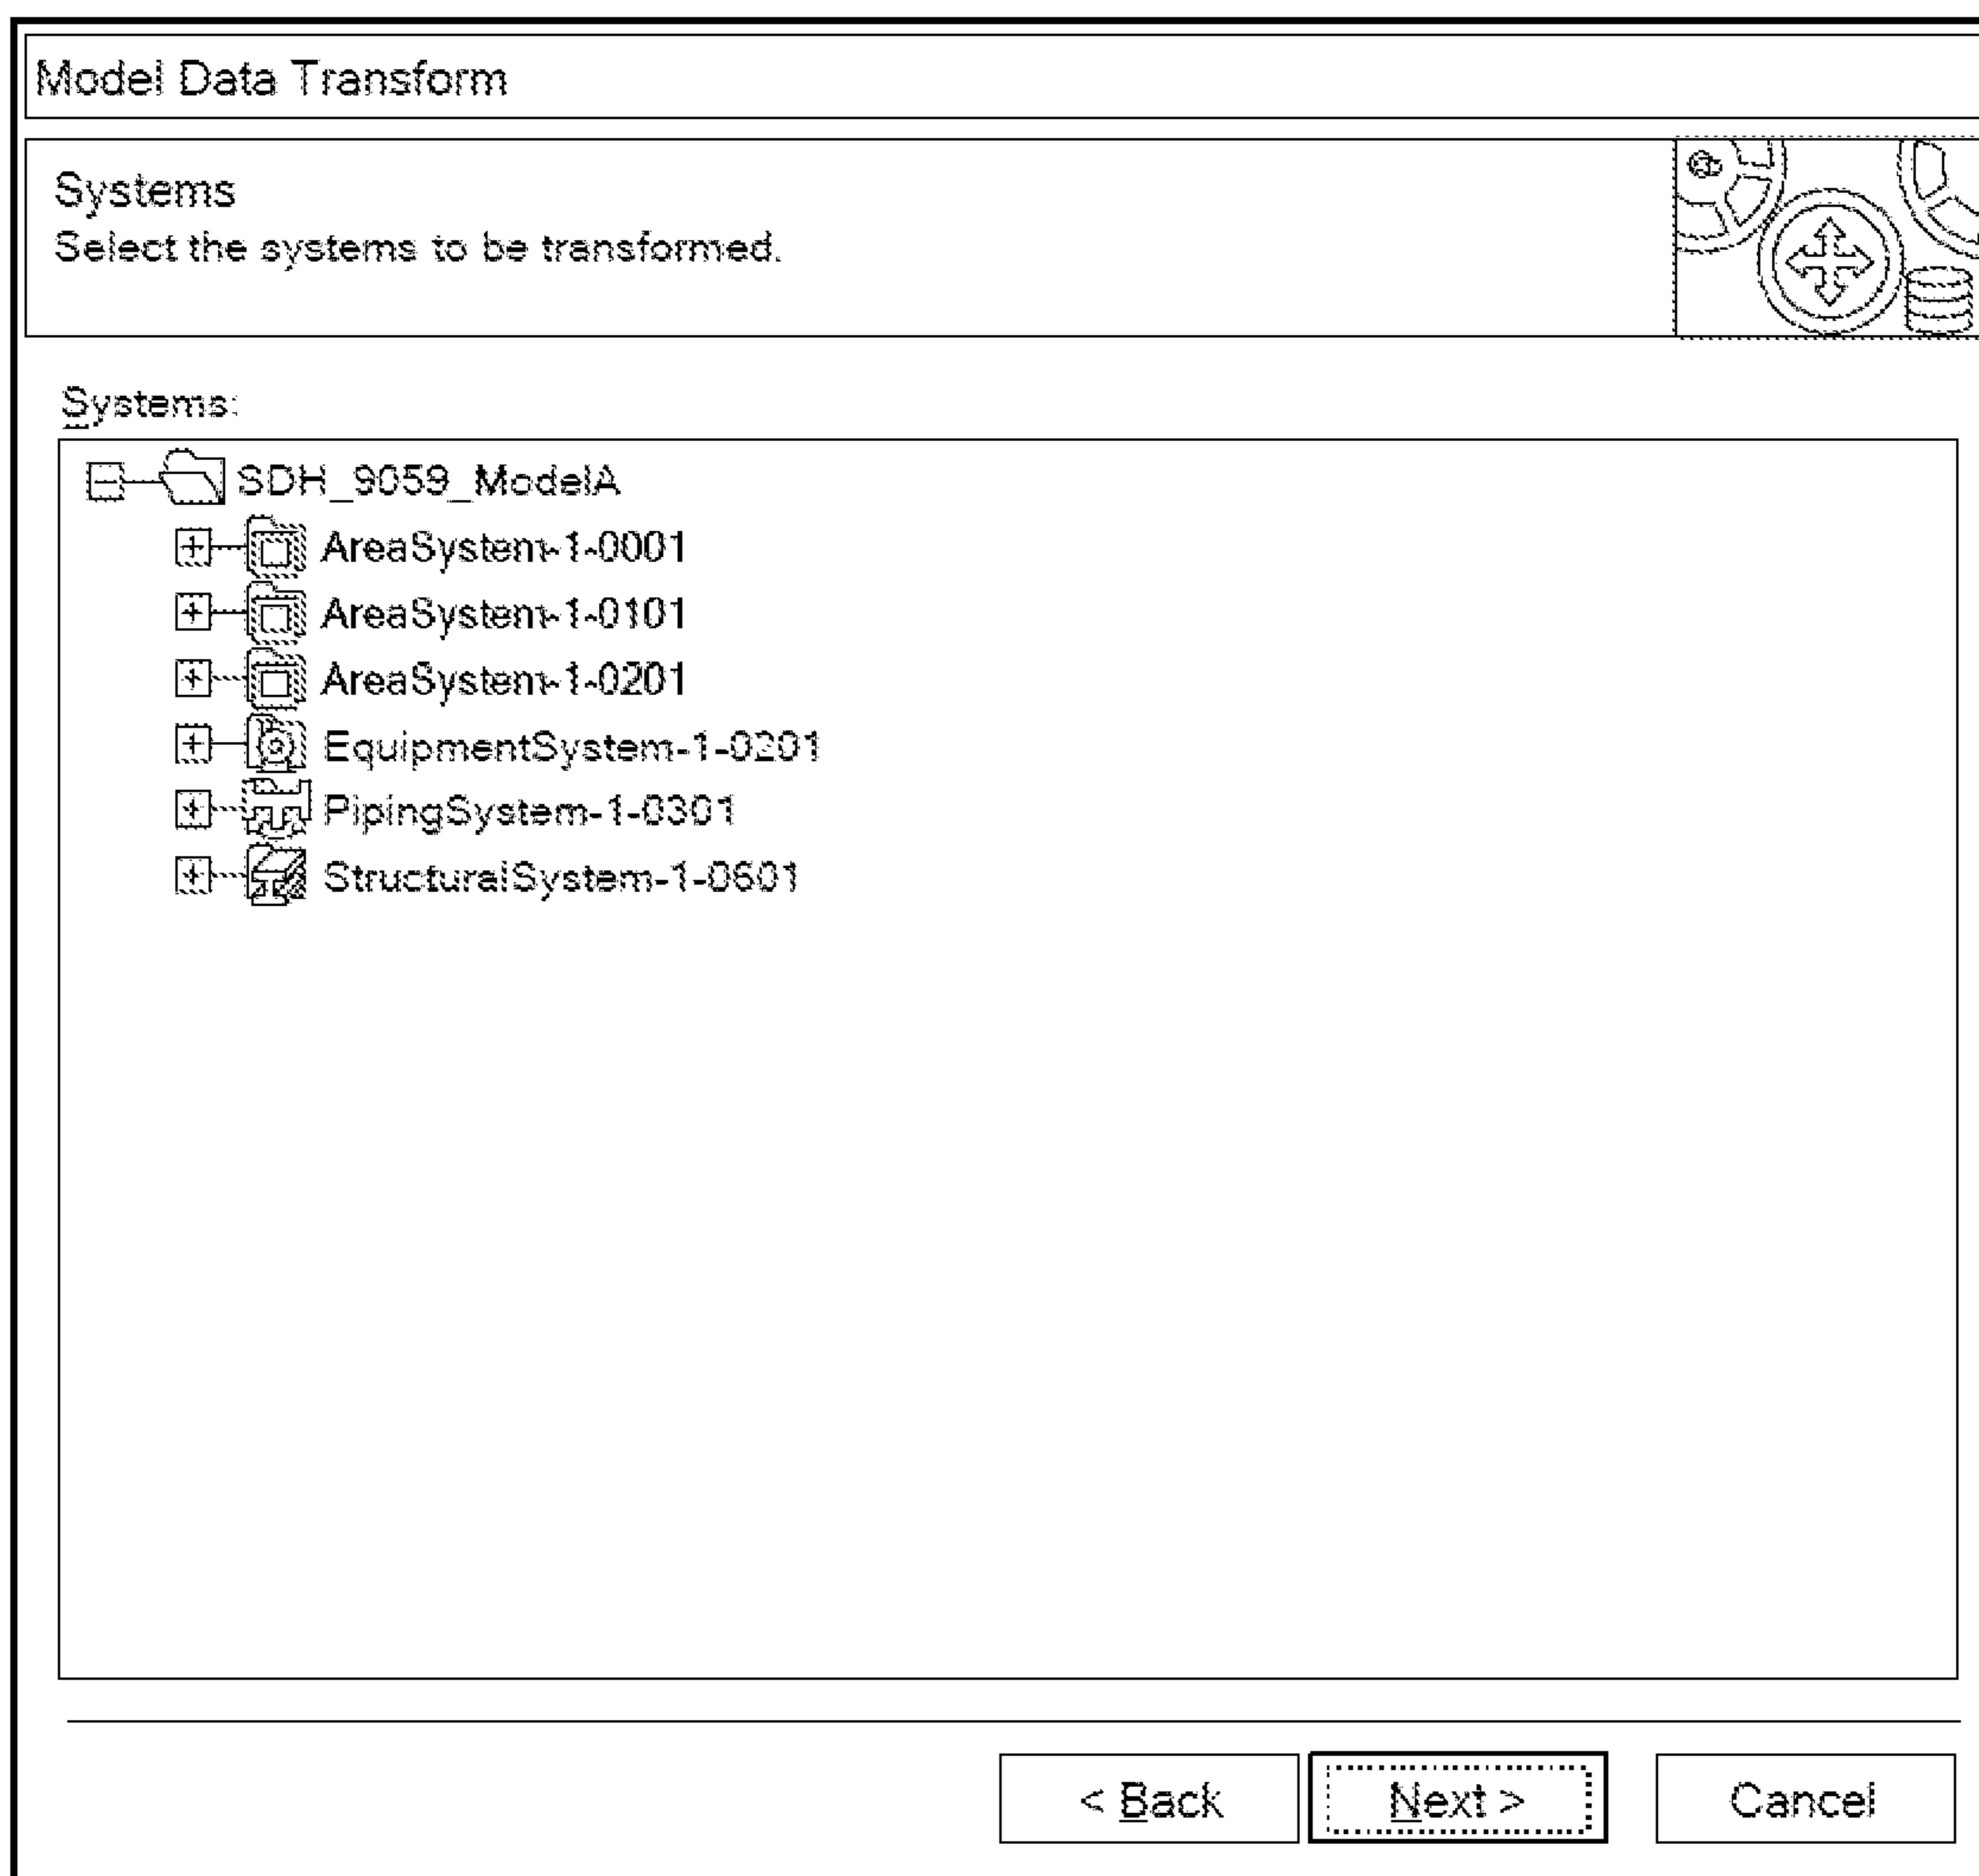 Model Data Transform
Systems
Select the systems to be transformed.
Systems:
SDH_9059_ModelA
AreaSystem-1-0001
AreaSystem-1-0101
AreaSystem-1-0201
EquipmentSystem-1-0201
PipingSystem-1-0301
StructuralSystem-1-0601
< Back
Next >
Cancel